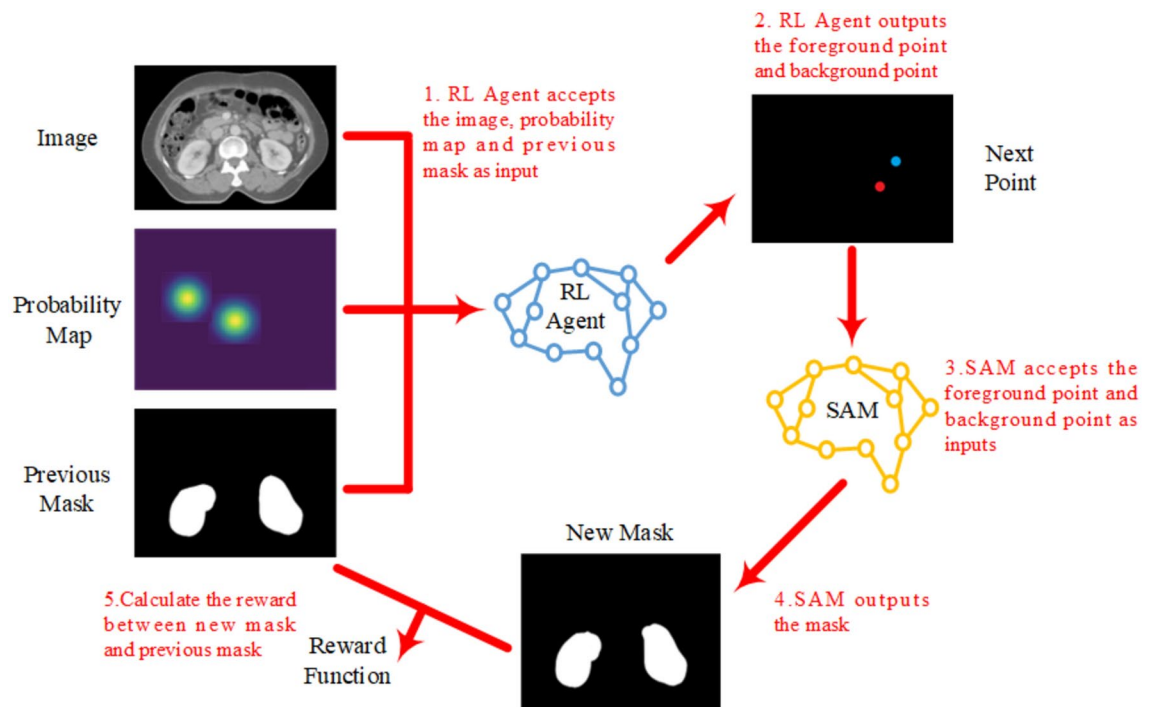 Image
Probability
Map
Previous
Mask
1. RL Agent accepts
the image, probability
map and previous
mask as input
RL
Agent
2. RL Agent outputs
the foreground point
and background point
Next
Point
SAM
3.SAM accepts the
foreground point and
background point as
inputs
4.SAM outputs
the mask
New Mask
5.Calculate the reward
between new mask
and previous mask
Reward
Function